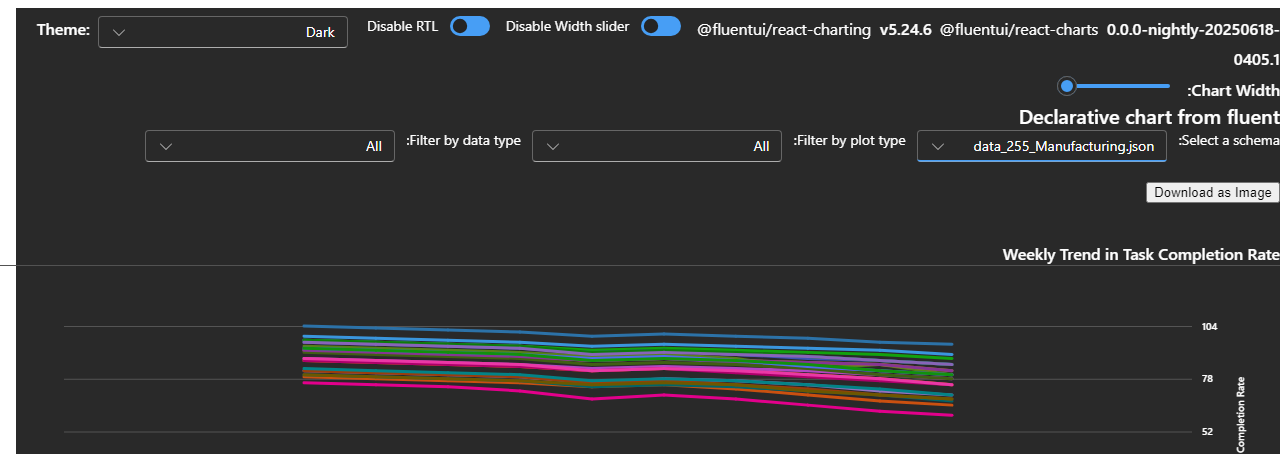 Theme: Dark Disable RTL Disable Width slider @fluentui/react-charting v5.24.6 @fluentui/react-charts 0.0.0-nightly-20250618-
0405.1
:Chart Width
Declarative chart from fluent
All :Filter by data type All :Filter by plot type data_255_Manufacturing.json :Select a schema
Download as Image
Weekly Trend in Task Completion Rate
104
78
52
Completion Rate